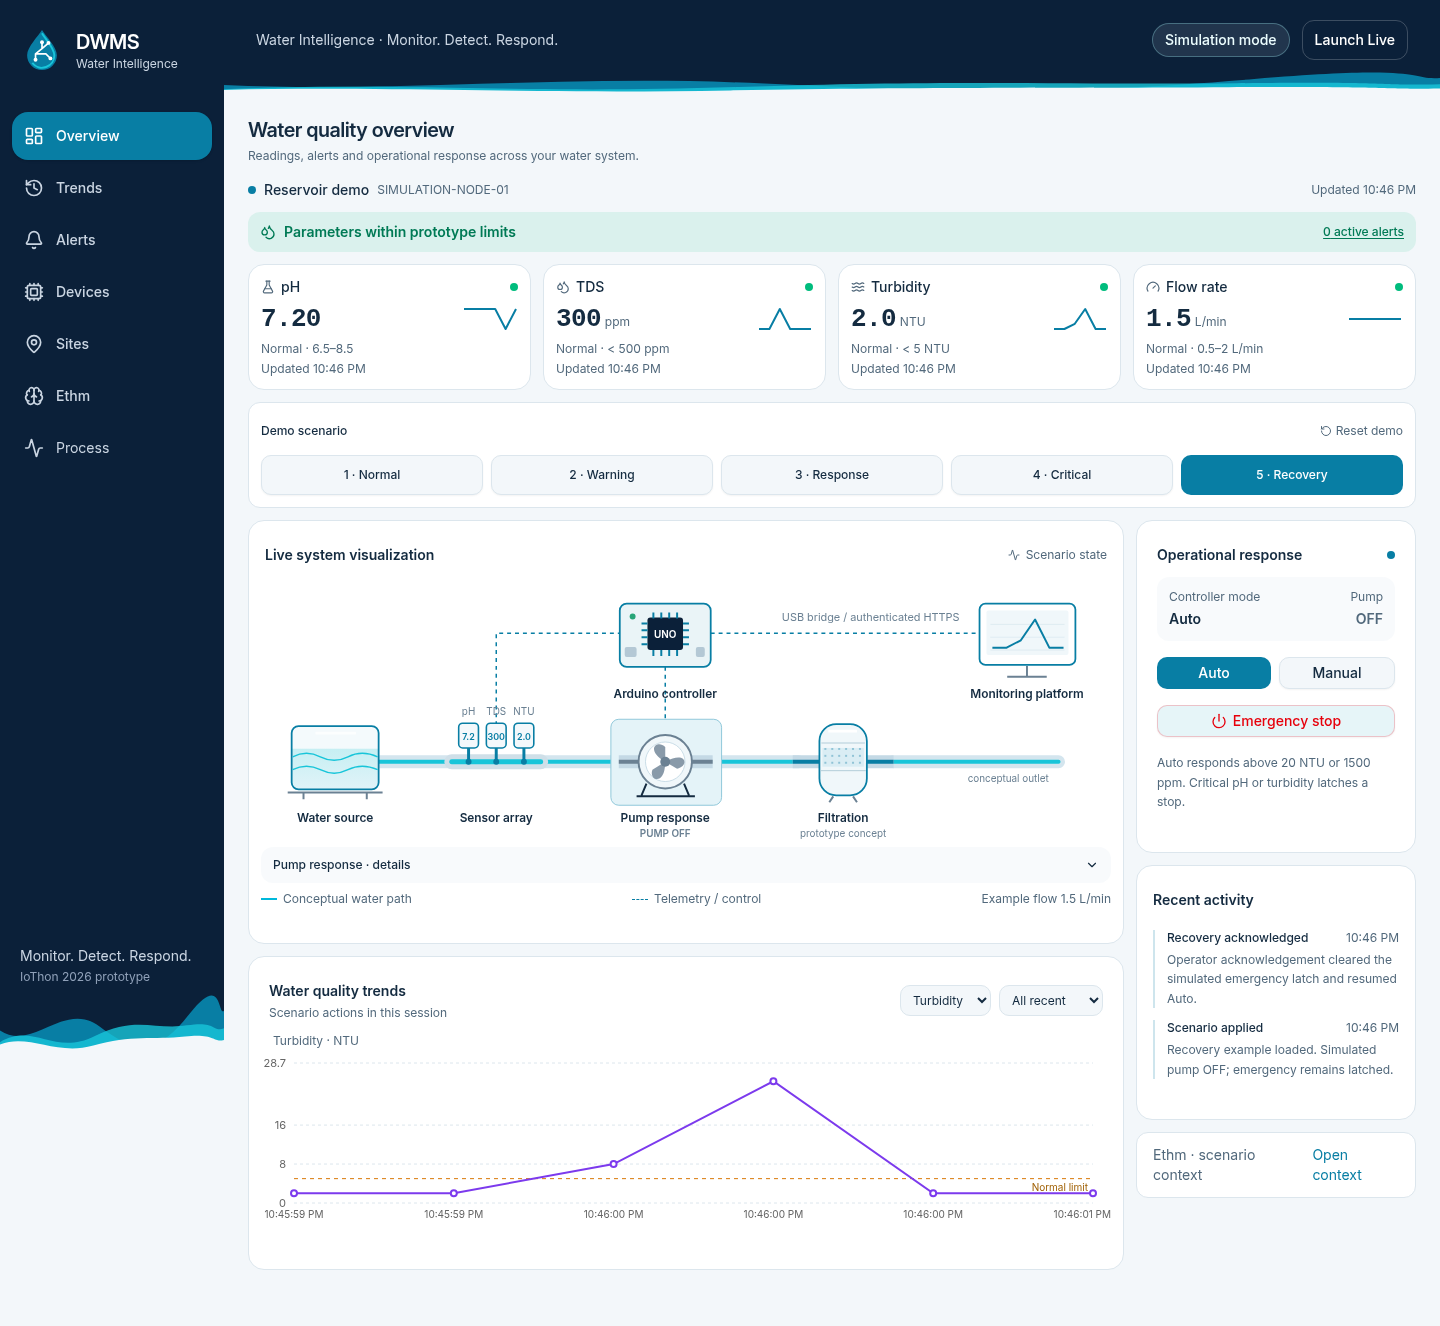 DWMS
Water Intelligence
Water Intelligence · Monitor. Detect. Respond.
Simulation mode
Launch Live
Overview
Trends
Alerts
Devices
Sites
Ethm
Process
Monitor. Detect. Respond.
IoThon 2026 prototype
Water quality overview
Readings, alerts and operational response across your water system.
Reservoir demo SIMULATION-NODE-01
Updated 10:46 PM
Parameters within prototype limits
0 active alerts
pH
7.20
Normal · 6.5–8.5
Updated 10:46 PM
TDS
300 ppm
Normal · < 500 ppm
Updated 10:46 PM
Turbidity
2.0 NTU
Normal · < 5 NTU
Updated 10:46 PM
Flow rate
1.5 L/min
Normal · 0.5–2 L/min
Updated 10:46 PM
Demo scenario
Reset demo
1 · Normal
2 · Warning
3 · Response
4 · Critical
5 · Recovery
Live system visualization
Scenario state
UNO
USB bridge / authenticated HTTPS
Arduino controller
Monitoring platform
pH TDS NTU
7.2 300 2.0
conceptual outlet
Water source
Sensor array
Pump response
PUMP OFF
Filtration
prototype concept
Pump response · details
Conceptual water path
---- Telemetry / control
Example flow 1.5 L/min
Operational response
Controller mode
Pump
Auto
OFF
Auto
Manual
Emergency stop
Auto responds above 20 NTU or 1500
ppm. Critical pH or turbidity latches a
stop.
Recent activity
Recovery acknowledged 10:46 PM
Operator acknowledgement cleared the
simulated emergency latch and resumed
Auto.
Scenario applied 10:46 PM
Recovery example loaded. Simulated
pump OFF; emergency remains latched.
Ethm · scenario
context
Open
context
Water quality trends
Scenario actions in this session
Turbidity
All recent
Turbidity · NTU
28.7
16
8
0
Normal limit
10:45:59 PM
10:45:59 PM
10:46:00 PM
10:46:00 PM
10:46:00 PM
10:46:01 PM